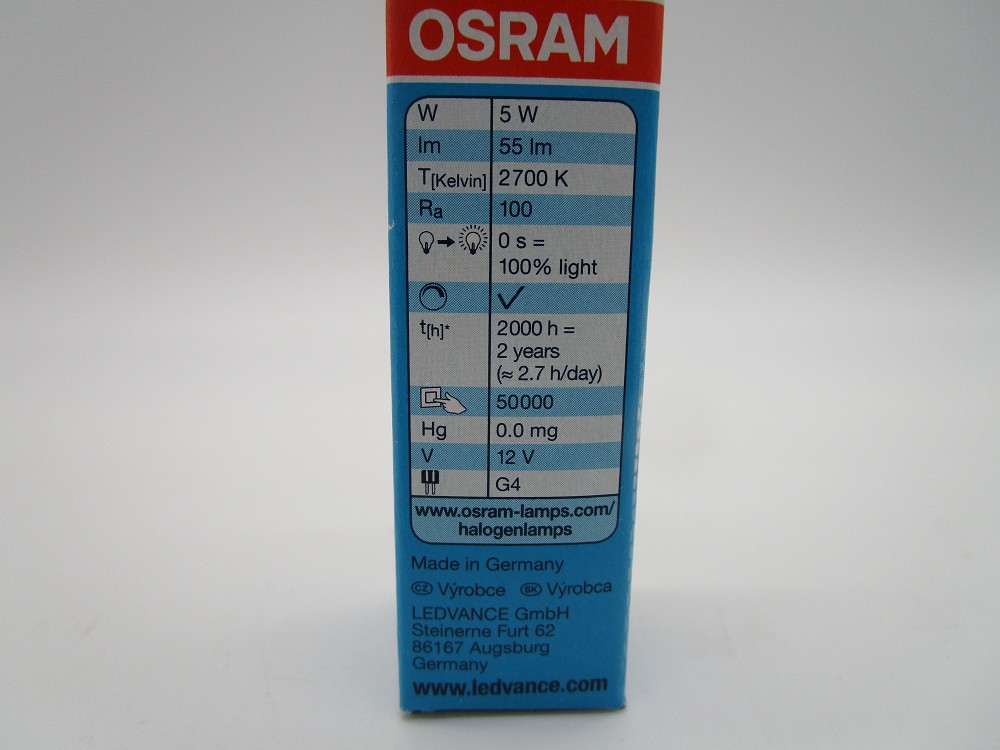 OSRAM
W 5 W
lm 55 lm
T[Kelvin] 2700 K
Ra 100
0 s =
100% light
t[h]* 2000 h =
2 years
(≈ 2.7 h/day)
50000
Hg 0.0 mg
V 12 V
G4
www.osram-lamps.com/
halogenlamps
Made in Germany
CZ Výrobce SK Výrobca
LEDVANCE GmbH
Steinerne Furt 62
86167 Augsburg
Germany
www.ledvance.com